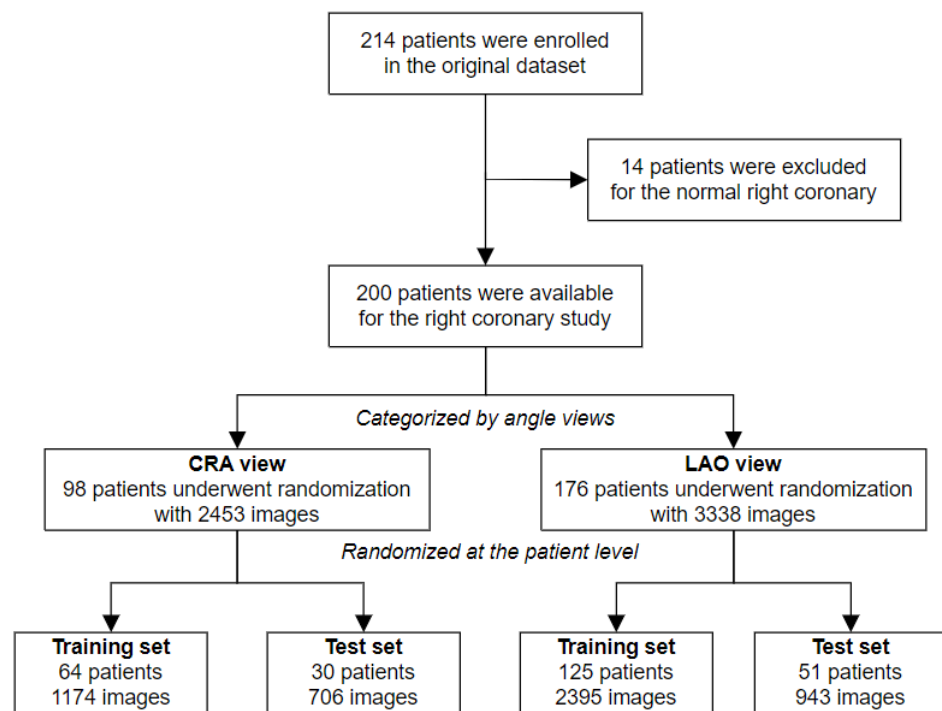 214 patients were enrolled
in the original dataset
14 patients were excluded
for the normal right coronary
200 patients were available
for the right coronary study
Categorized by angle views
CRA view
98 patients underwent randomization
with 2453 images
LAO view
176 patients underwent randomization
with 3338 images
Randomized at the patient level
Training set
64 patients
1174 images
Test set
30 patients
706 images
Training set
125 patients
2395 images
Test set
51 patients
943 images